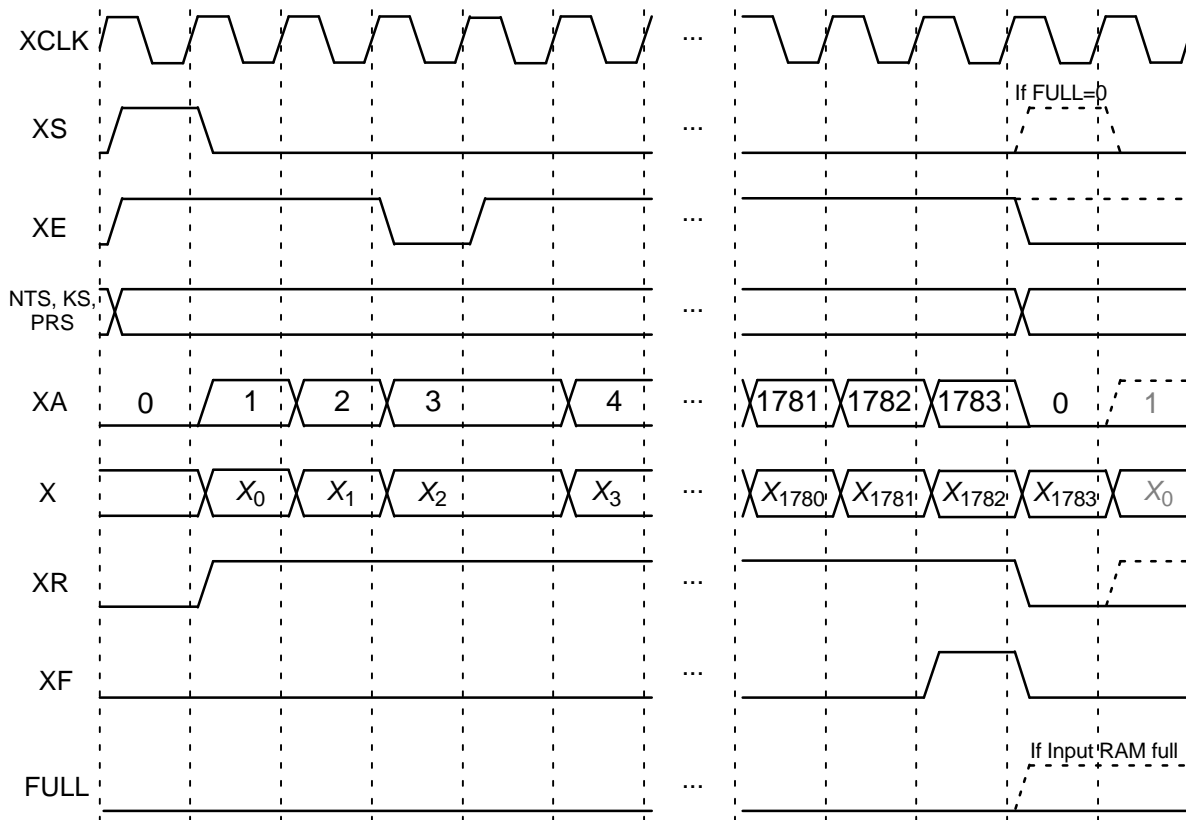 XCLK ...
If FULL=0
XS ...
XE ...
NTS, KS,
PRS ...
XA 0 1 2 3 4 ... 1781 1782 1783 0 1
X X0 X1 X2 X3 ... X1780 X1781 X1782 X1783 X0
XR ...
XF ...
If Input RAM full
FULL ...